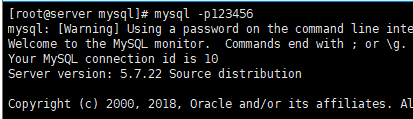 [root@server mysql]# mysql -p123456
mysql: [Warning] Using a password on the command line inte
Welcome to the MySQL monitor.  Commands end with ; or \g.
Your MySQL connection id is 10
Server version: 5.7.22 Source distribution
Copyright (c) 2000, 2018, Oracle and/or its affiliates. Al